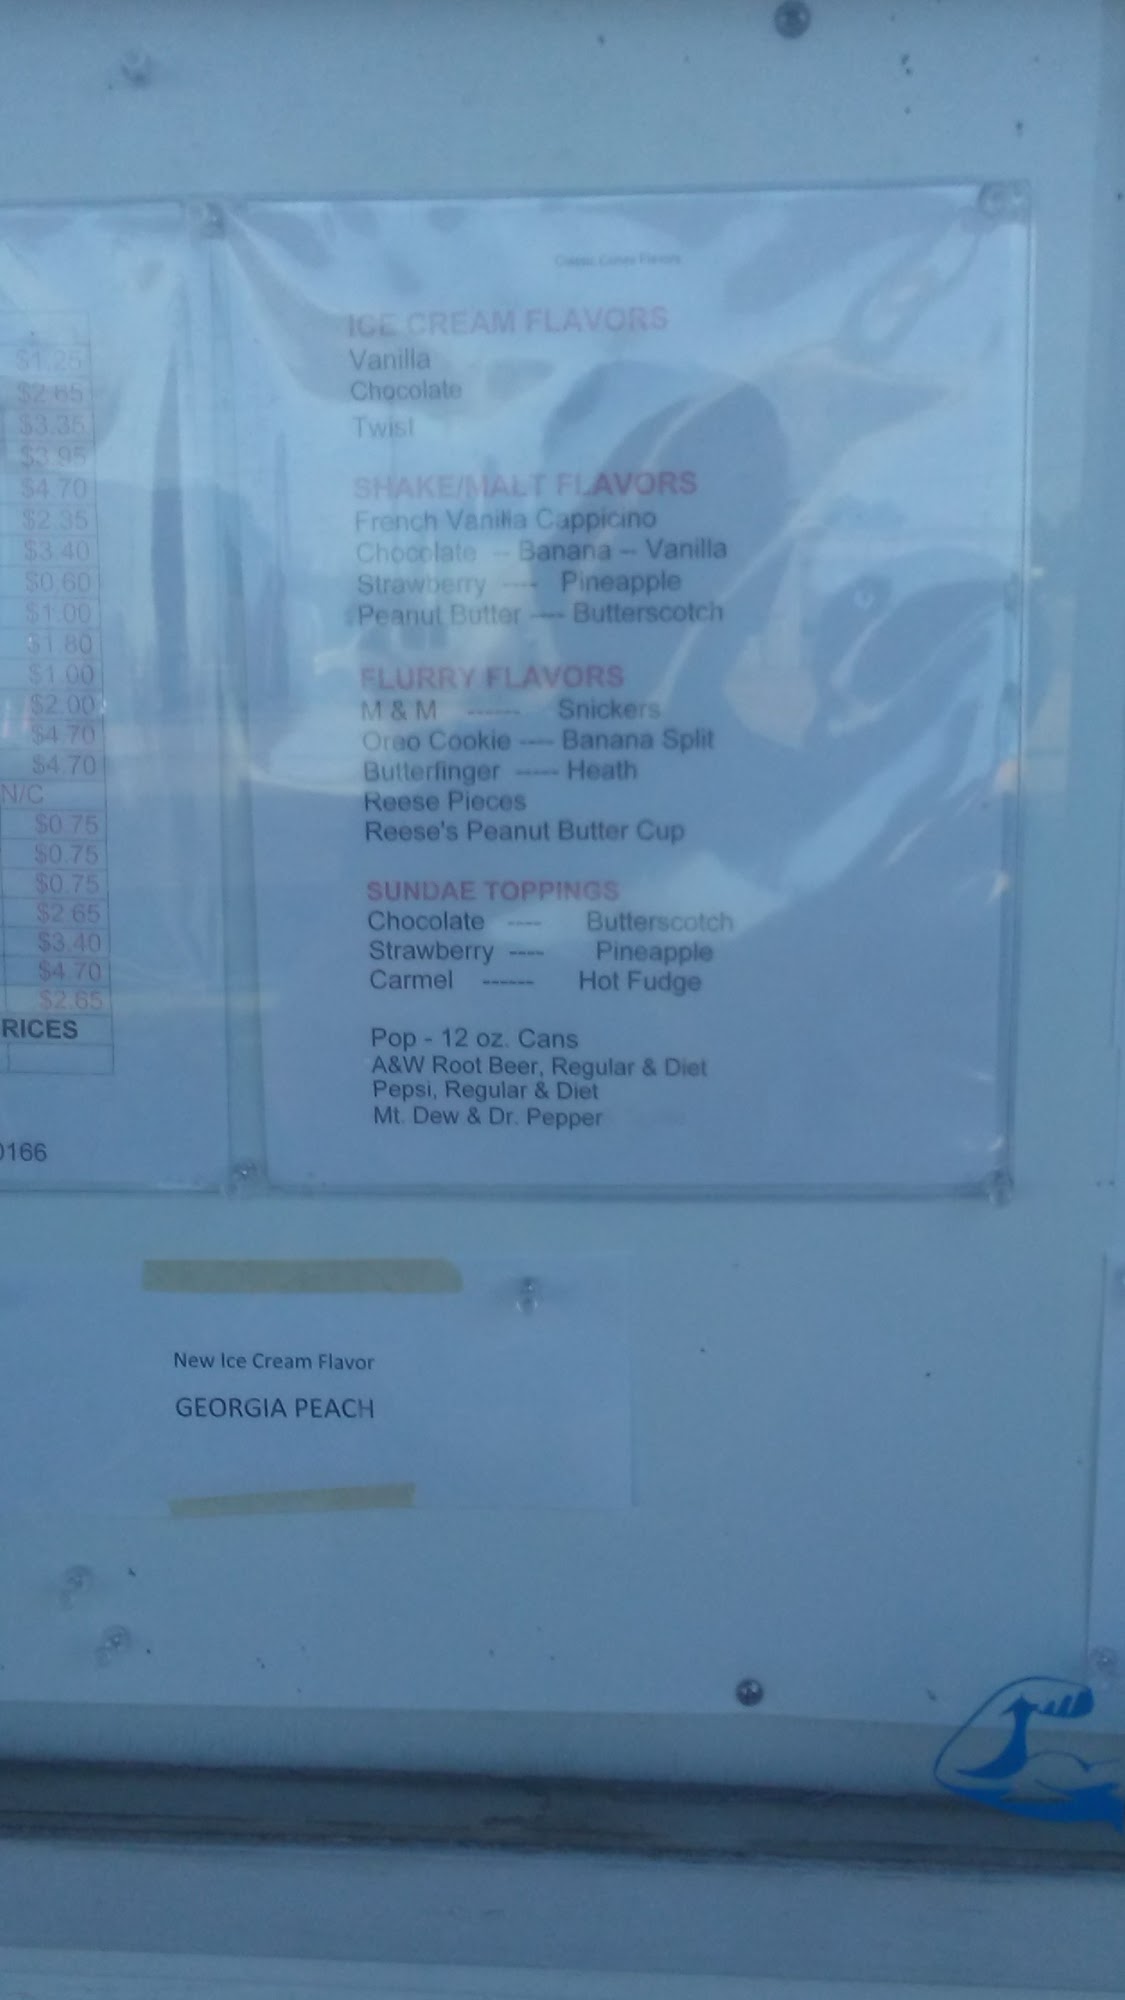 $1.25
$2.65
$3.35
$3.95
$4.70
$2.35
$3.40
$0.60
$1.00
$1.80
$1.00
$2.00
$4.70
$4.70
N/C
$0.75
$0.75
$0.75
$2.65
$3.40
$4.70
$2.65
RICES
0166
Classic Cones Flavors
ICE CREAM FLAVORS
Vanilla
Chocolate
Twist
SHAKE/MALT FLAVORS
French Vanilla Cappicino
Chocolate -- Banana -- Vanilla
Strawberry ---- Pineapple
Peanut Butter ---- Butterscotch
FLURRY FLAVORS
M & M ------ Snickers
Oreo Cookie ---- Banana Split
Butterfinger ----- Heath
Reese Pieces
Reese's Peanut Butter Cup
SUNDAE TOPPINGS
Chocolate ---- Butterscotch
Strawberry ---- Pineapple
Carmel ------ Hot Fudge
Pop - 12 oz. Cans
A&W Root Beer, Regular & Diet
Pepsi, Regular & Diet
Mt. Dew & Dr. Pepper
New Ice Cream Flavor
GEORGIA PEACH